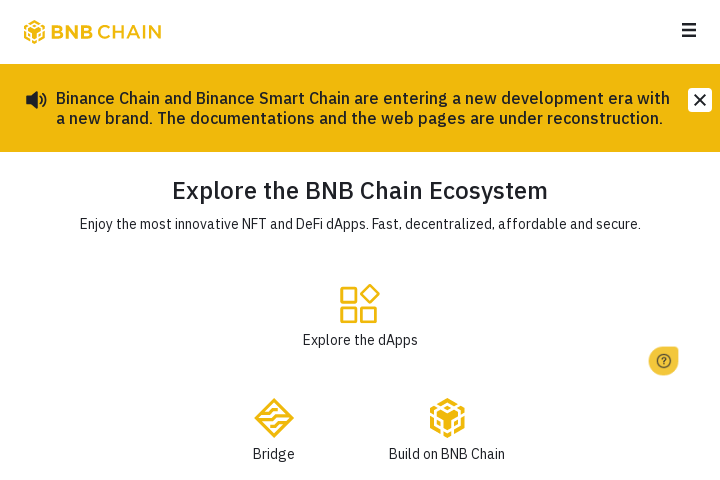 BNB CHAIN
Binance Chain and Binance Smart Chain are entering a new development era with
a new brand. The documentations and the web pages are under reconstruction.
Explore the BNB Chain Ecosystem
Enjoy the most innovative NFT and DeFi dApps. Fast, decentralized, affordable and secure.
Explore the dApps
Bridge
Build on BNB Chain